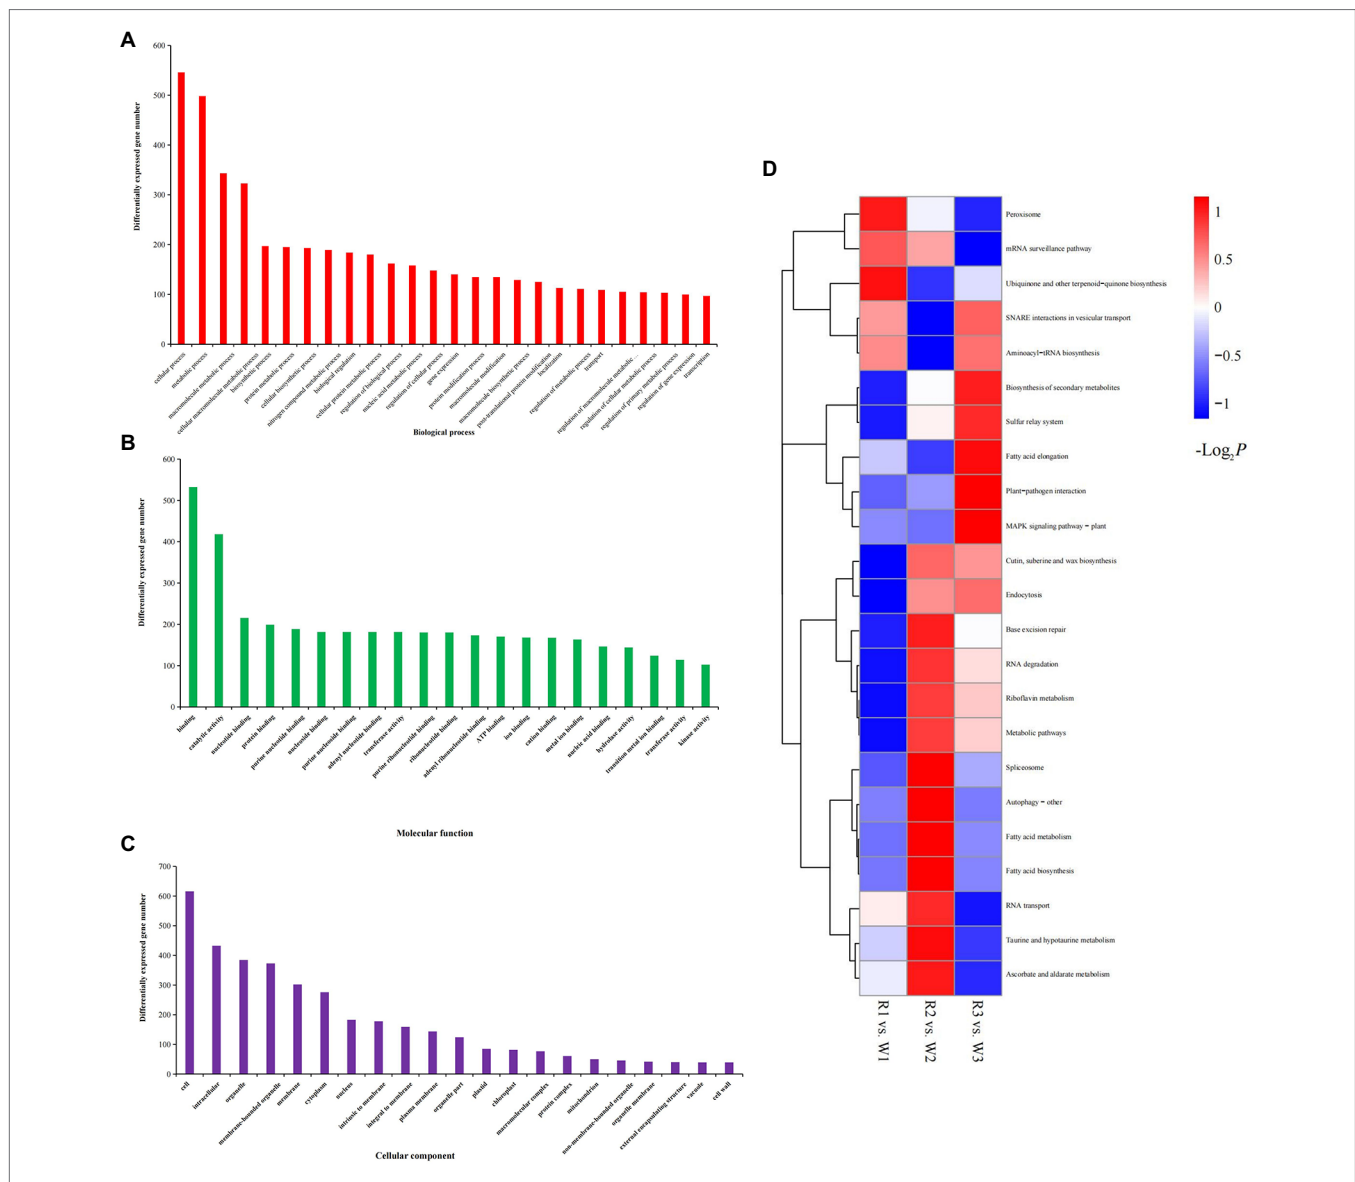 A
600
500
400
300
200
100
0
Differentially expressed gene number
cellular process
metabolic process
macromolecule metabolic process
cellular macromolecule metabolic process
biosynthetic process
protein metabolic process
cellular biosynthetic process
nitrogen compound metabolic process
biological regulation
cellular protein metabolic process
regulation of biological process
nucleic acid metabolic process
regulation of cellular process
gene expression
protein modification process
macromolecule modification
macromolecule biosynthetic process
post-translational protein modification
localization
regulation of metabolic process
transport
regulation of macromolecule metabolic ...
regulation of cellular metabolic process
regulation of primary metabolic process
regulation of gene expression
transcription
Biological process
B
600
500
400
300
200
100
0
Differentially expressed gene number
binding
catalytic activity
nucleotide binding
protein binding
purine nucleotide binding
nucleoside binding
purine nucleoside binding
adenyl nucleotide binding
transferase activity
purine ribonucleotide binding
ribonucleotide binding
adenyl ribonucleotide binding
ATP binding
ion binding
cation binding
metal ion binding
nucleic acid binding
hydrolase activity
transition metal ion binding
transferase activity
kinase activity
Molecular function
C
700
600
500
400
300
200
100
0
Differentially expressed gene number
cell
intracellular
organelle
membrane-bounded organelle
membrane
cytoplasm
nucleus
intrinsic to membrane
integral to membrane
plasma membrane
organelle part
plastid
chloroplast
macromolecular complex
protein complex
mitochondrion
non-membrane-bounded organelle
organelle membrane
external encapsulating structure
vacuole
cell wall
Cellular component
D
Peroxisome
mRNA surveillance pathway
Ubiquinone and other terpenoid−quinone biosynthesis
SNARE interactions in vesicular transport
Aminoacyl−tRNA biosynthesis
Biosynthesis of secondary metabolites
Sulfur relay system
Fatty acid elongation
Plant−pathogen interaction
MAPK signaling pathway − plant
Cutin, suberine and wax biosynthesis
Endocytosis
Base excision repair
RNA degradation
Riboflavin metabolism
Metabolic pathways
Spliceosome
Autophagy − other
Fatty acid metabolism
Fatty acid biosynthesis
RNA transport
Taurine and hypotaurine metabolism
Ascorbate and aldarate metabolism
R1 vs. W1
R2 vs. W2
R3 vs. W3
1
0.5
0
−0.5
−1
-Log₂P